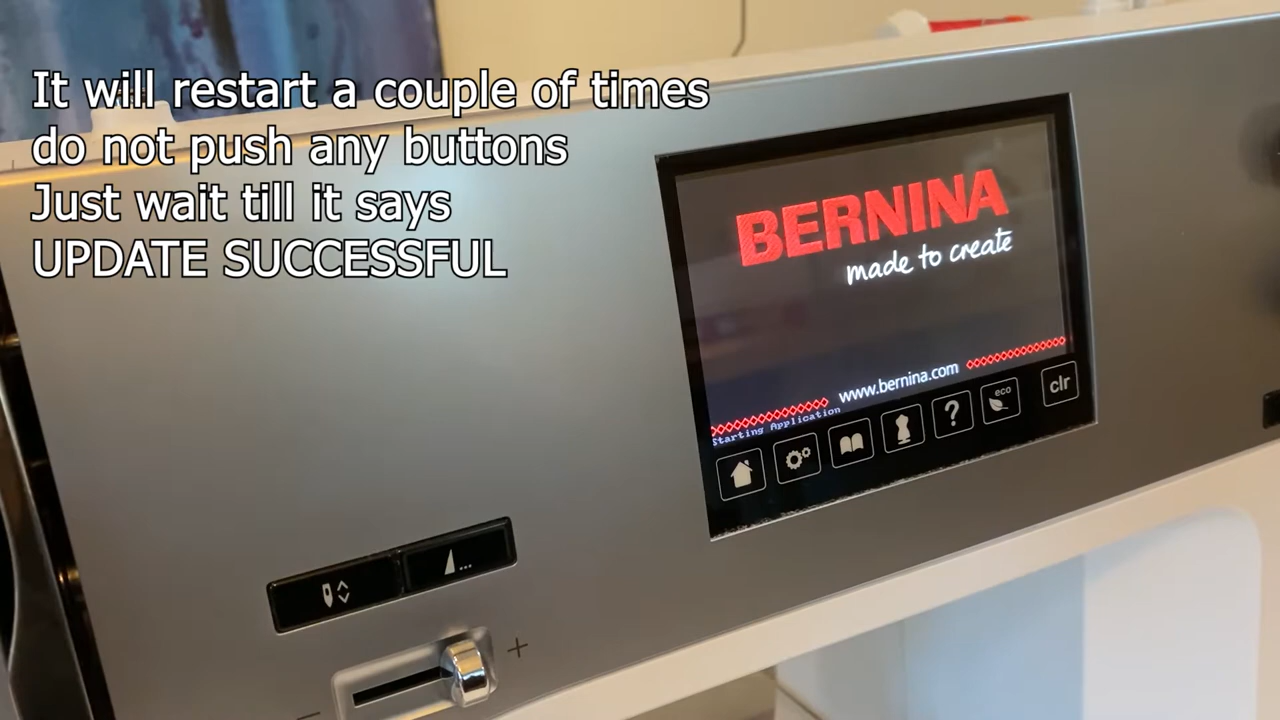 It will restart a couple of times
do not push any buttons
Just wait till it says
UPDATE SUCCESSFUL
BERNINA
made to create
www.bernina.com
Starting Application
? eco clr
+
−